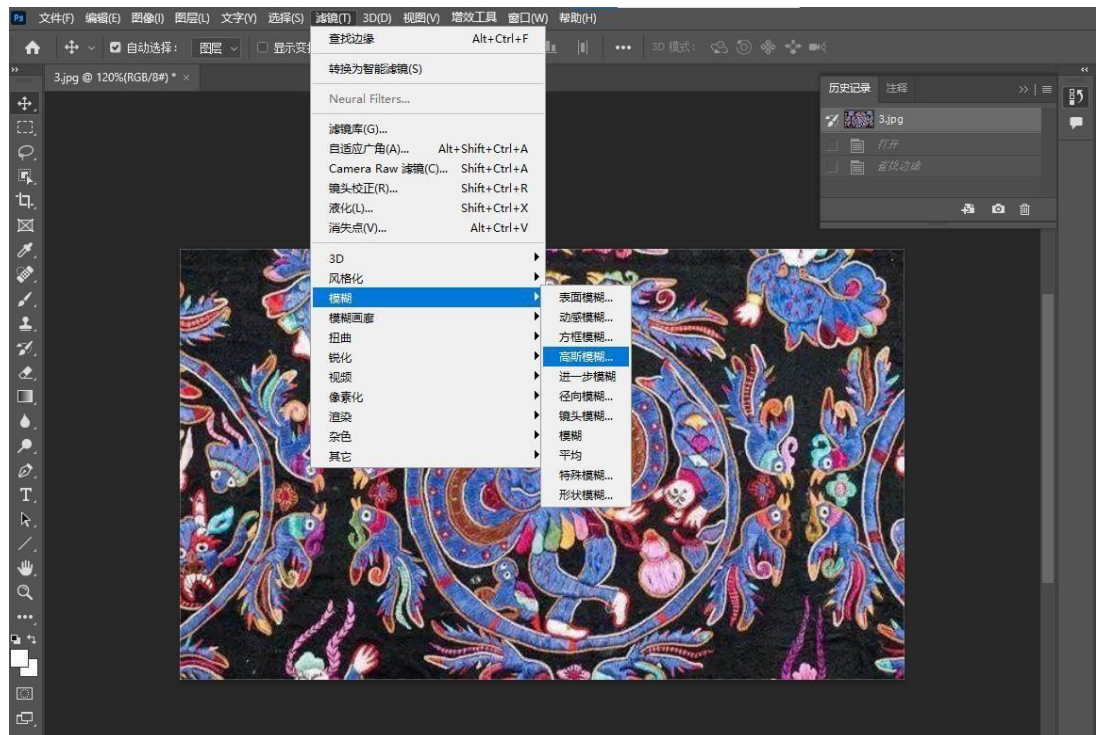 Ps 文件(F) 编辑(E) 图像(I) 图层(L) 文字(Y) 选择(S) 滤镜(T) 3D(D) 视图(V) 增效工具 窗口(W) 帮助(H)
自动选择： 图层 显示变 3D 模式：
3.jpg @ 120%(RGB/8#) * ×
查找边缘 Alt+Ctrl+F
转换为智能滤镜(S)
Neural Filters...
滤镜库(G)...
自适应广角(A)... Alt+Shift+Ctrl+A
Camera Raw 滤镜(C)... Shift+Ctrl+A
镜头校正(R)... Shift+Ctrl+R
液化(L)... Shift+Ctrl+X
消失点(V)... Alt+Ctrl+V
3D
风格化
模糊
模糊画廊
扭曲
锐化
视频
像素化
渲染
杂色
其它
表面模糊...
动感模糊...
方框模糊...
高斯模糊...
进一步模糊
径向模糊...
镜头模糊...
模糊
平均
特殊模糊...
形状模糊...
历史记录 注释
3.jpg
打开
查找边缘